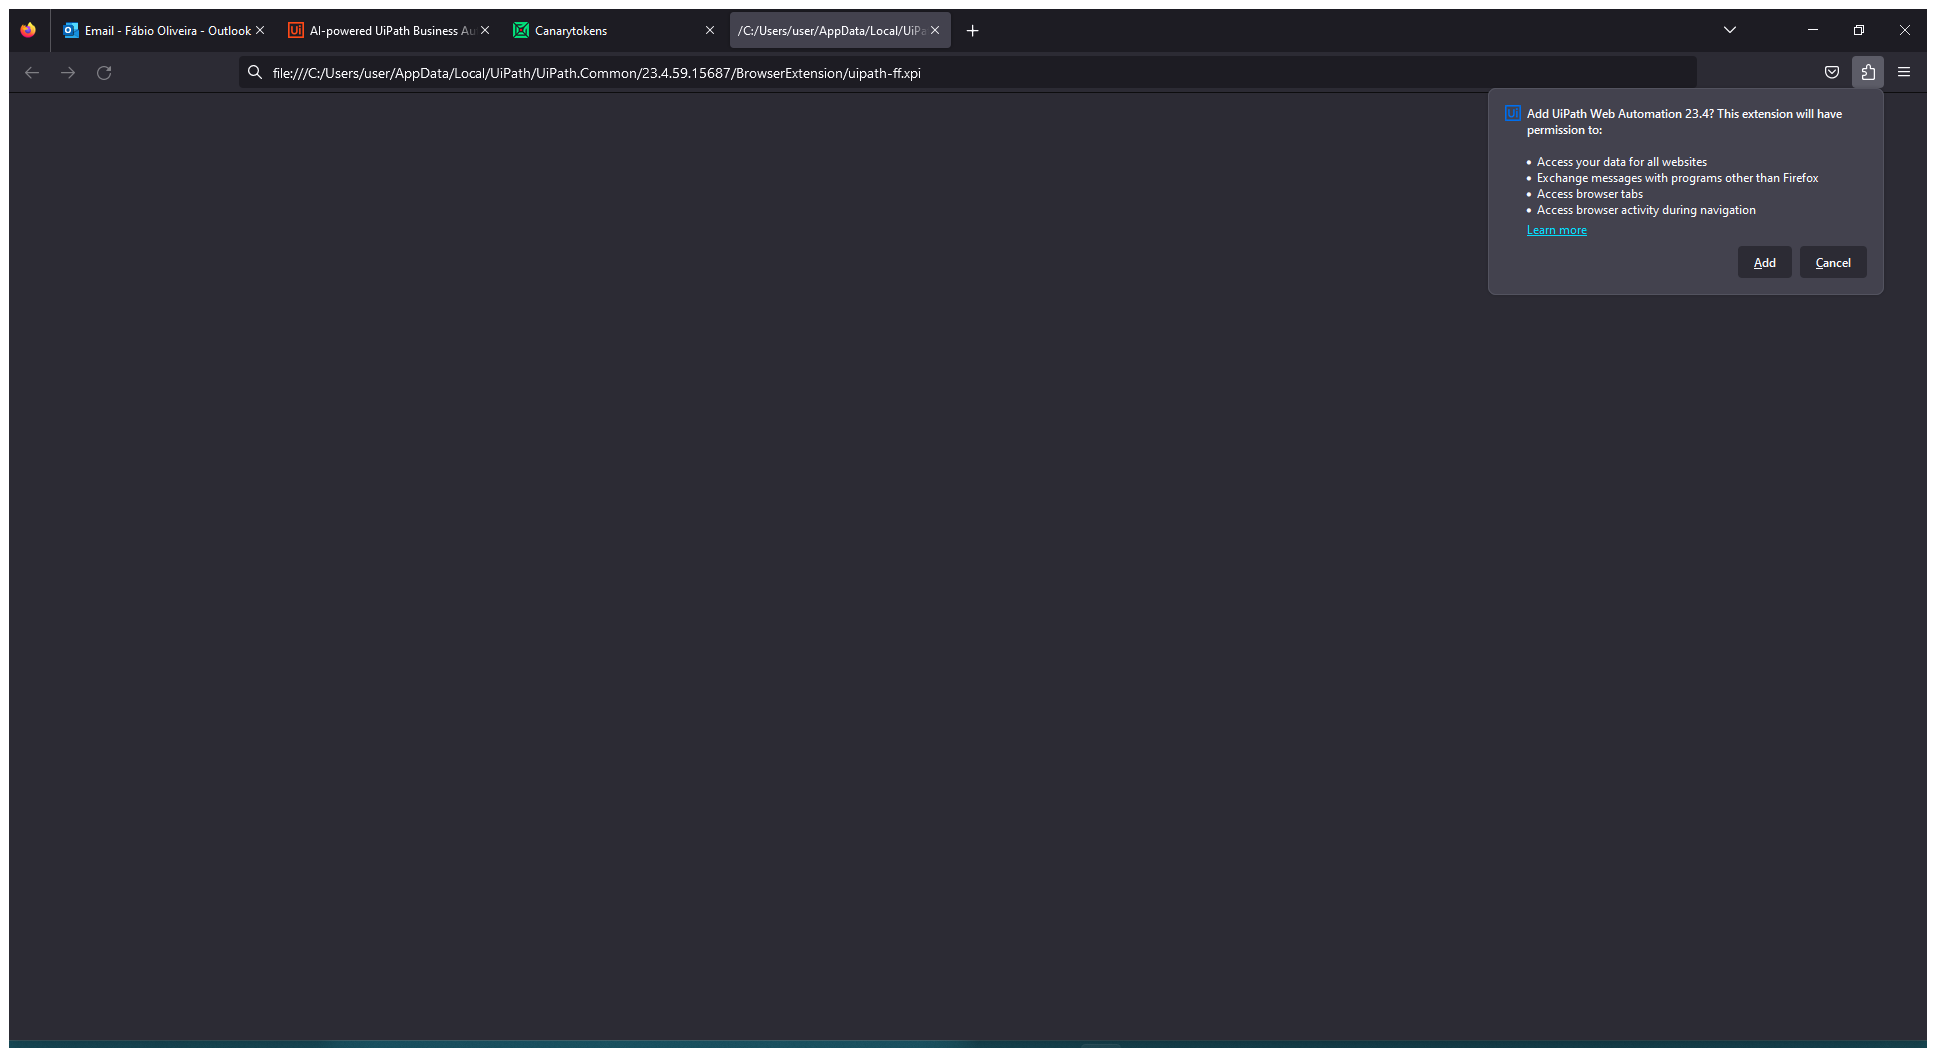 Email - Fábio Oliveira - Outlook
AI-powered UiPath Business Au
Canarytokens
/C:/Users/user/AppData/Local/UiPa
file:///C:/Users/user/AppData/Local/UiPath/UiPath.Common/23.4.59.15687/BrowserExtension/uipath-ff.xpi
Ui Add UiPath Web Automation 23.4? This extension will have
permission to:
• Access your data for all websites
• Exchange messages with programs other than Firefox
• Access browser tabs
• Access browser activity during navigation
Learn more
Add
Cancel